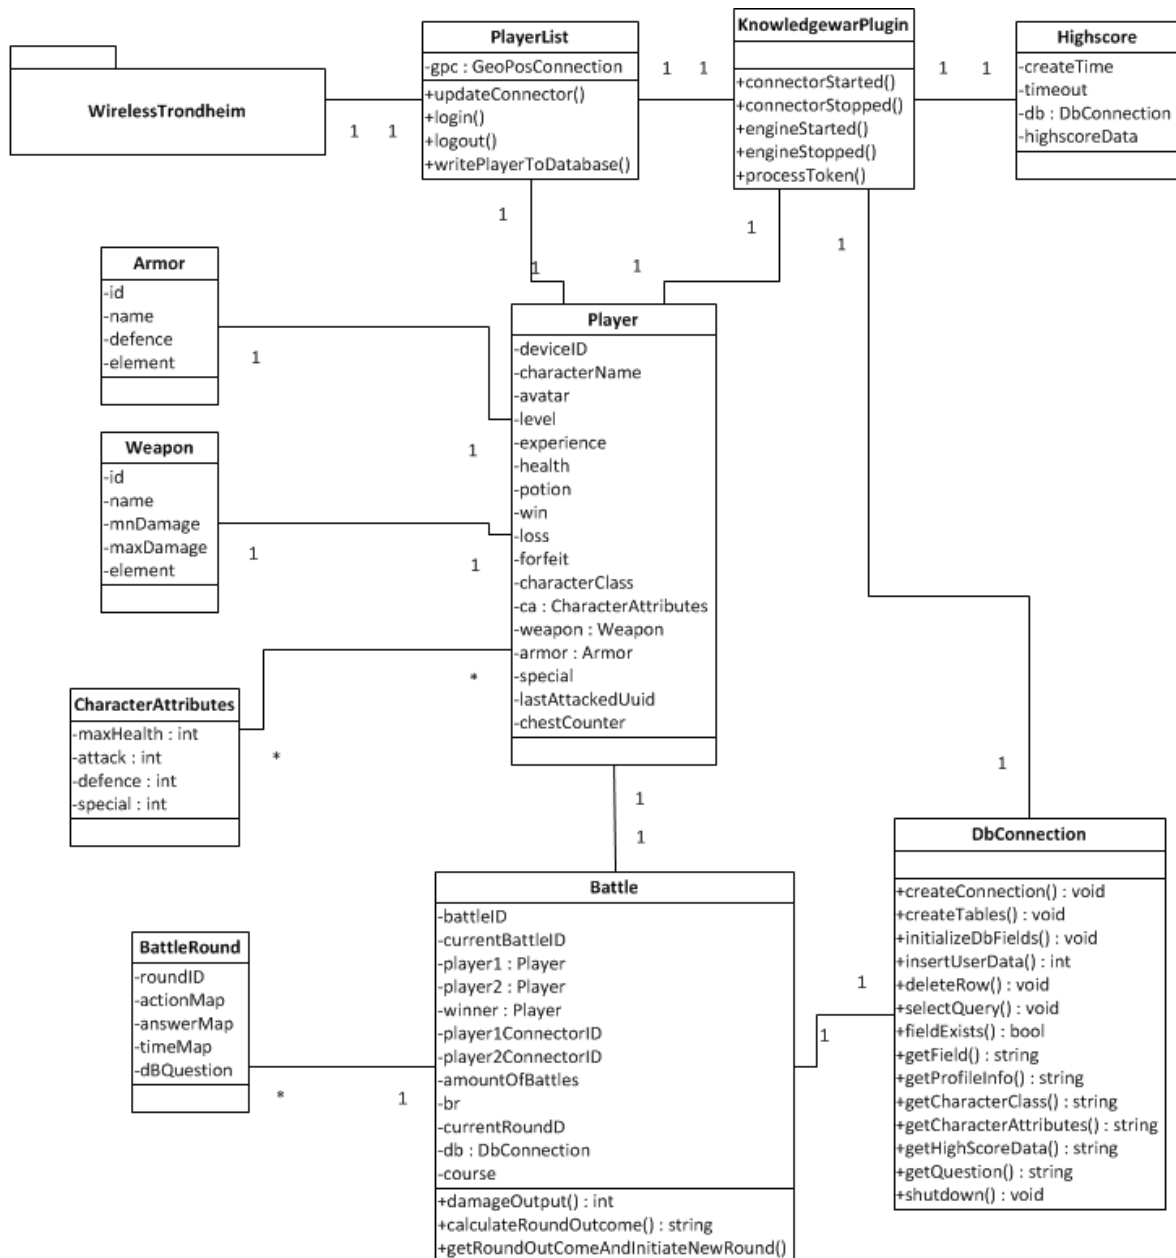 WirelessTrondheim
PlayerList
-gpc : GeoPosConnection
+updateConnector()
+login()
+logout()
+writePlayerToDatabase()
KnowledgewarPlugin
+connectorStarted()
+connectorStopped()
+engineStarted()
+engineStopped()
+processToken()
Highscore
-createTime
-timeout
-db : DbConnection
-highscoreData
1
1
1
1
1
1
1
1
1
1
1
Armor
-id
-name
-defence
-element
1
1
Weapon
-id
-name
-mnDamage
-maxDamage
-element
1
1
Player
-deviceID
-characterName
-avatar
-level
-experience
-health
-potion
-win
-loss
-forfeit
-characterClass
-ca : CharacterAttributes
-weapon : Weapon
-armor : Armor
-special
-lastAttackedUuid
-chestCounter
CharacterAttributes
-maxHealth : int
-attack : int
-defence : int
-special : int
*
*
1
1
1
DbConnection
+createConnection() : void
+createTables() : void
+initializeDbFields() : void
+insertUserData() : int
+deleteRow() : void
+selectQuery() : void
+fieldExists() : bool
+getField() : string
+getProfileInfo() : string
+getCharacterClass() : string
+getCharacterAttributes() : string
+getHighScoreData() : string
+getQuestion() : string
+shutdown() : void
Battle
-battleID
-currentBattleID
-player1 : Player
-player2 : Player
-winner : Player
-player1ConnectorID
-player2ConnectorID
-amountOfBattles
-br
-currentRoundD
-db : DbConnection
-course
+damageOutput() : int
+calculateRoundOutcome() : string
+getRoundOutComeAndInitiateNewRound()
1
1
BattleRound
-roundID
-actionMap
-answerMap
-timeMap
-dBQuestion
*
1